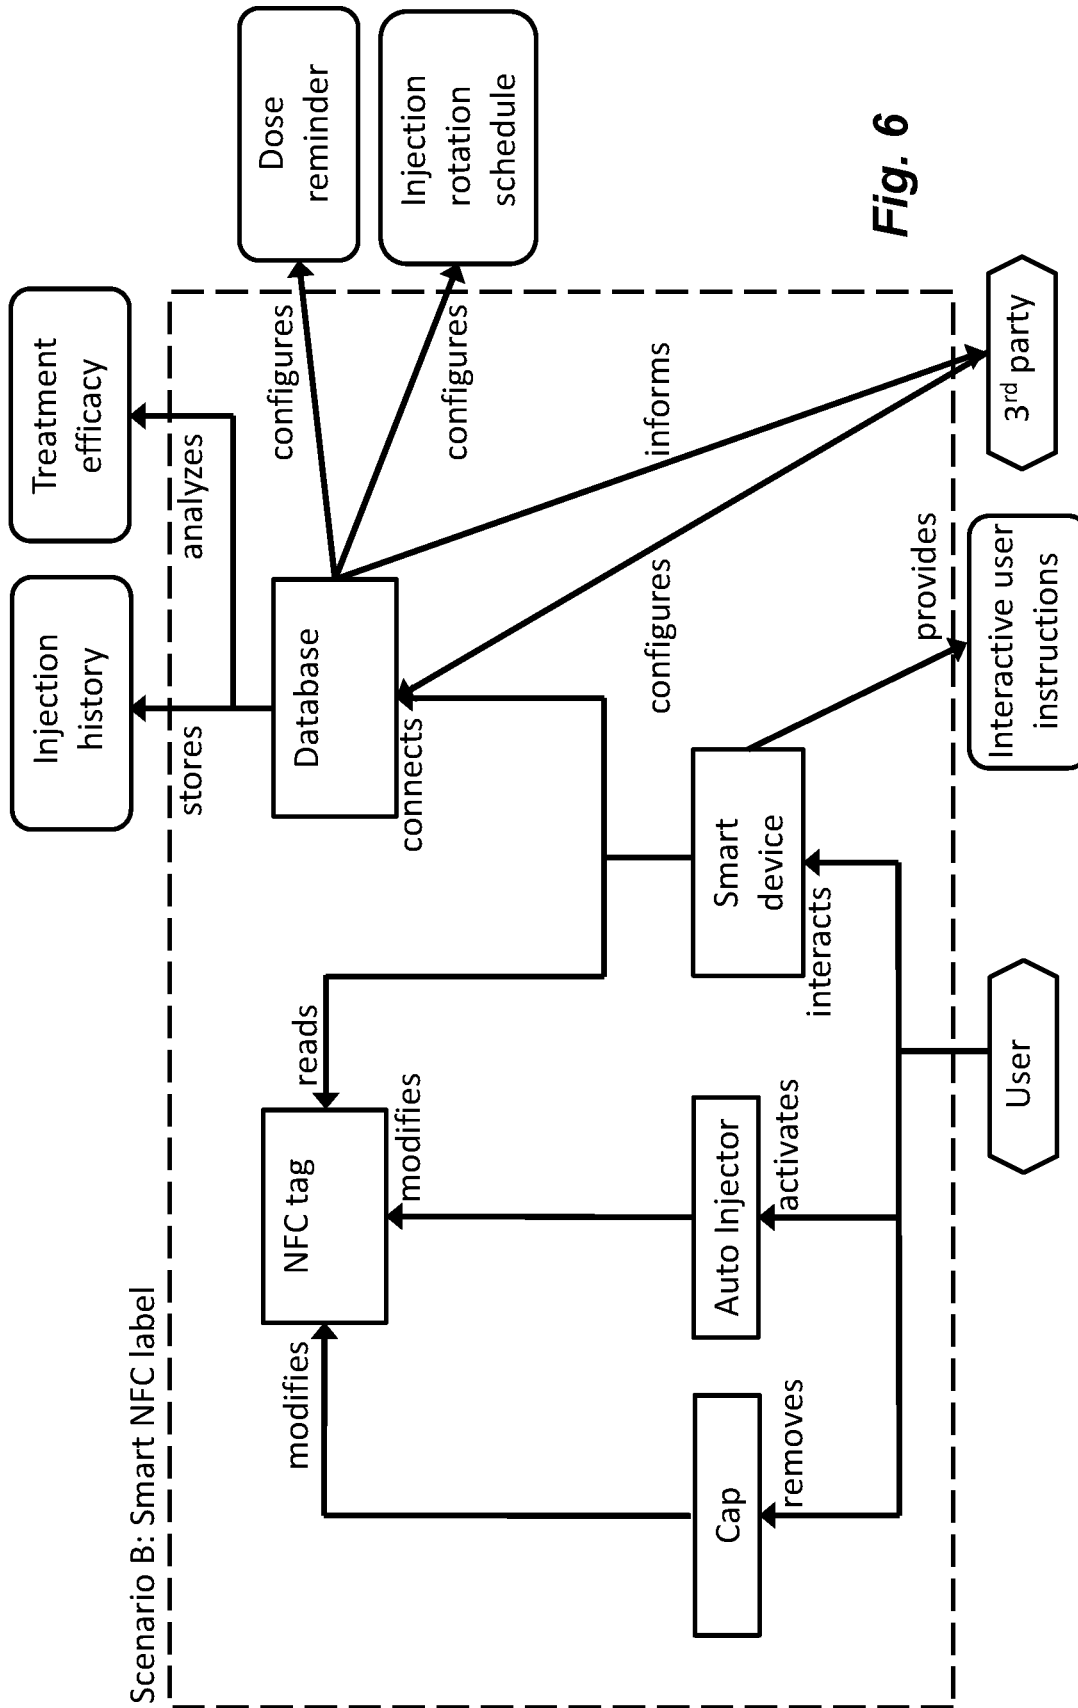 Scenario B: Smart NFC label
Injection
history
Treatment
efficacy
stores
analyzes
modifies
NFC tag
reads
Database
configures
Dose
reminder
modifies
connects
configures
Injection
rotation
schedule
Cap
removes
Auto Injector
activates
Smart
device
interacts
configures
informs
provides
User
Interactive user
instructions
3rd party
Fig. 6